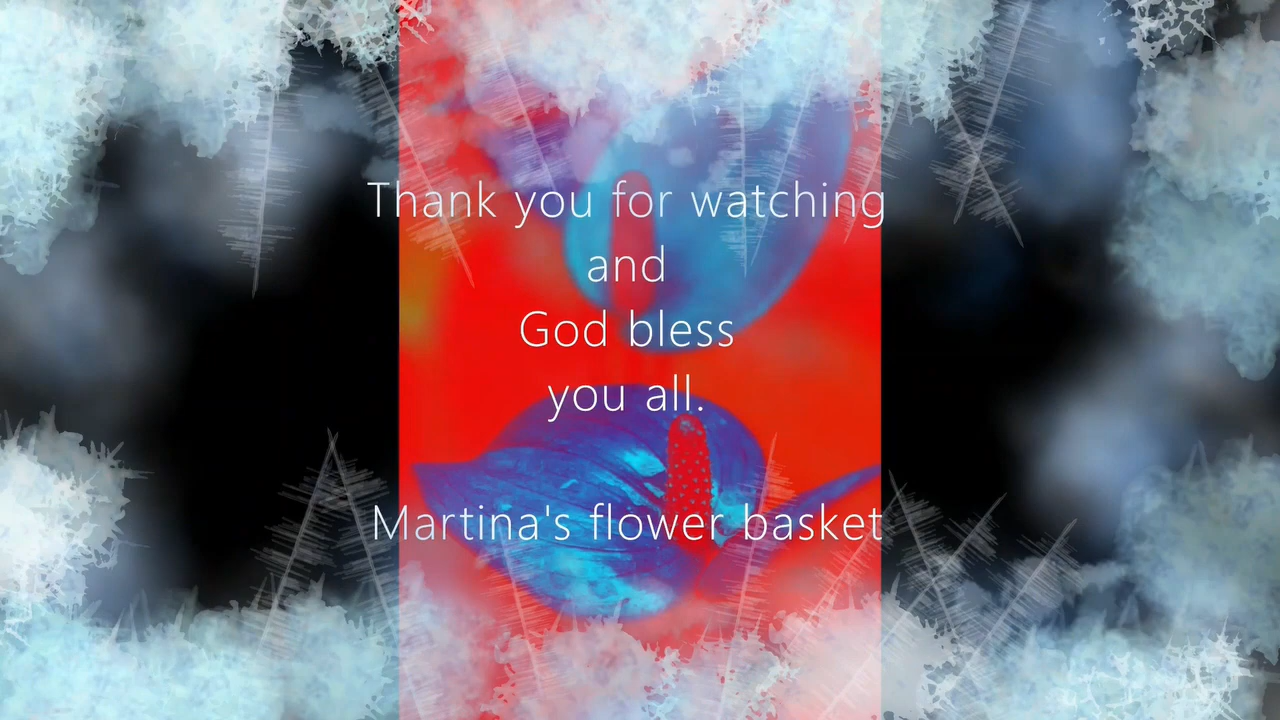 Thank you for watching
and
God bless
you all.
Martina's flower basket